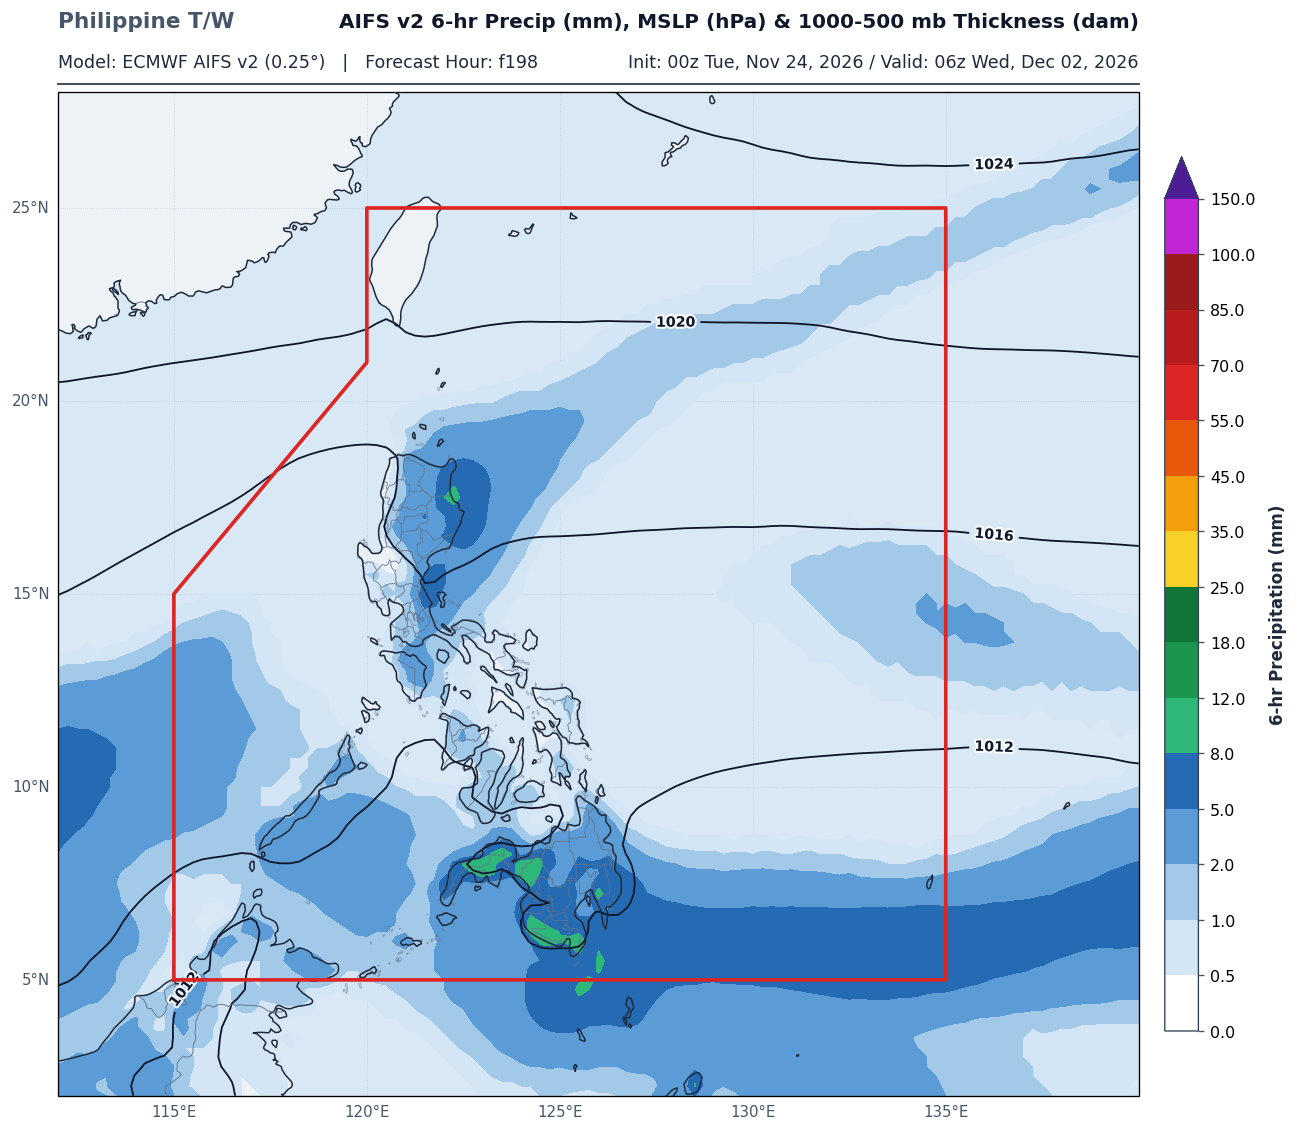 Philippine T/W
AIFS v2 6-hr Precip (mm), MSLP (hPa) & 1000-500 mb Thickness (dam)
Model: ECMWF AIFS v2 (0.25°) | Forecast Hour: f198
Init: 00z Tue, Nov 24, 2026 / Valid: 06z Wed, Dec 02, 2026
25°N
20°N
15°N
10°N
5°N
115°E
120°E
125°E
130°E
135°E
1024
1020
1016
1012
1012
150.0
100.0
85.0
70.0
55.0
45.0
35.0
25.0
18.0
12.0
8.0
5.0
2.0
1.0
0.5
0.0
6-hr Precipitation (mm)